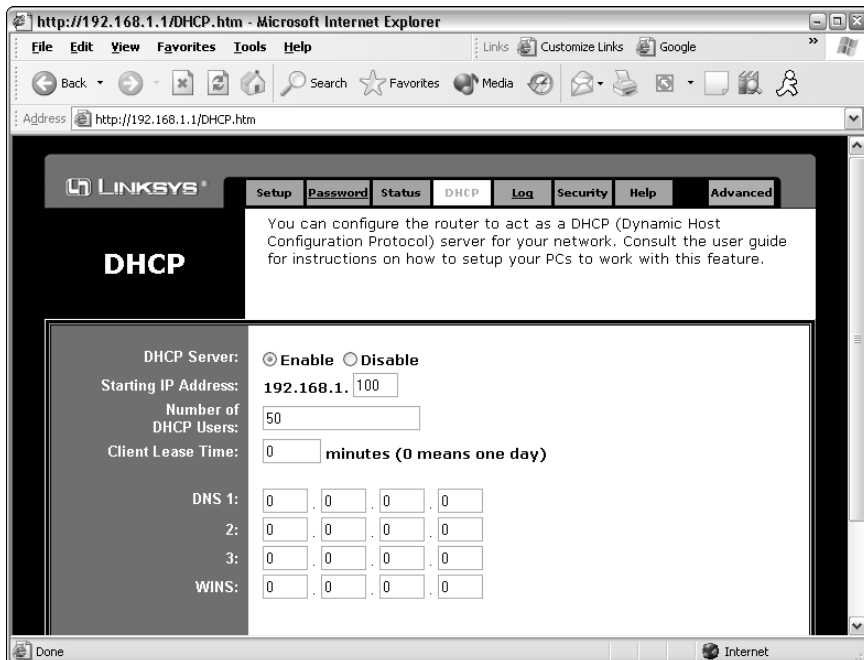 http://192.168.1.1/DHCP.htm - Microsoft Internet Explorer
File Edit View Favorites Tools Help Links Customize Links Google »
Back Search Favorites Media
Address http://192.168.1.1/DHCP.htm
LINKSYS® Setup Password Status DHCP Log Security Help Advanced
DHCP
You can configure the router to act as a DHCP (Dynamic Host
Configuration Protocol) server for your network. Consult the user guide
for instructions on how to setup your PCs to work with this feature.
DHCP Server: Enable Disable
Starting IP Address: 192.168.1. 100
Number of
DHCP Users: 50
Client Lease Time: 0 minutes (0 means one day)
DNS 1: 0 . 0 . 0 . 0
2: 0 . 0 . 0 . 0
3: 0 . 0 . 0 . 0
WINS: 0 . 0 . 0 . 0
Done Internet